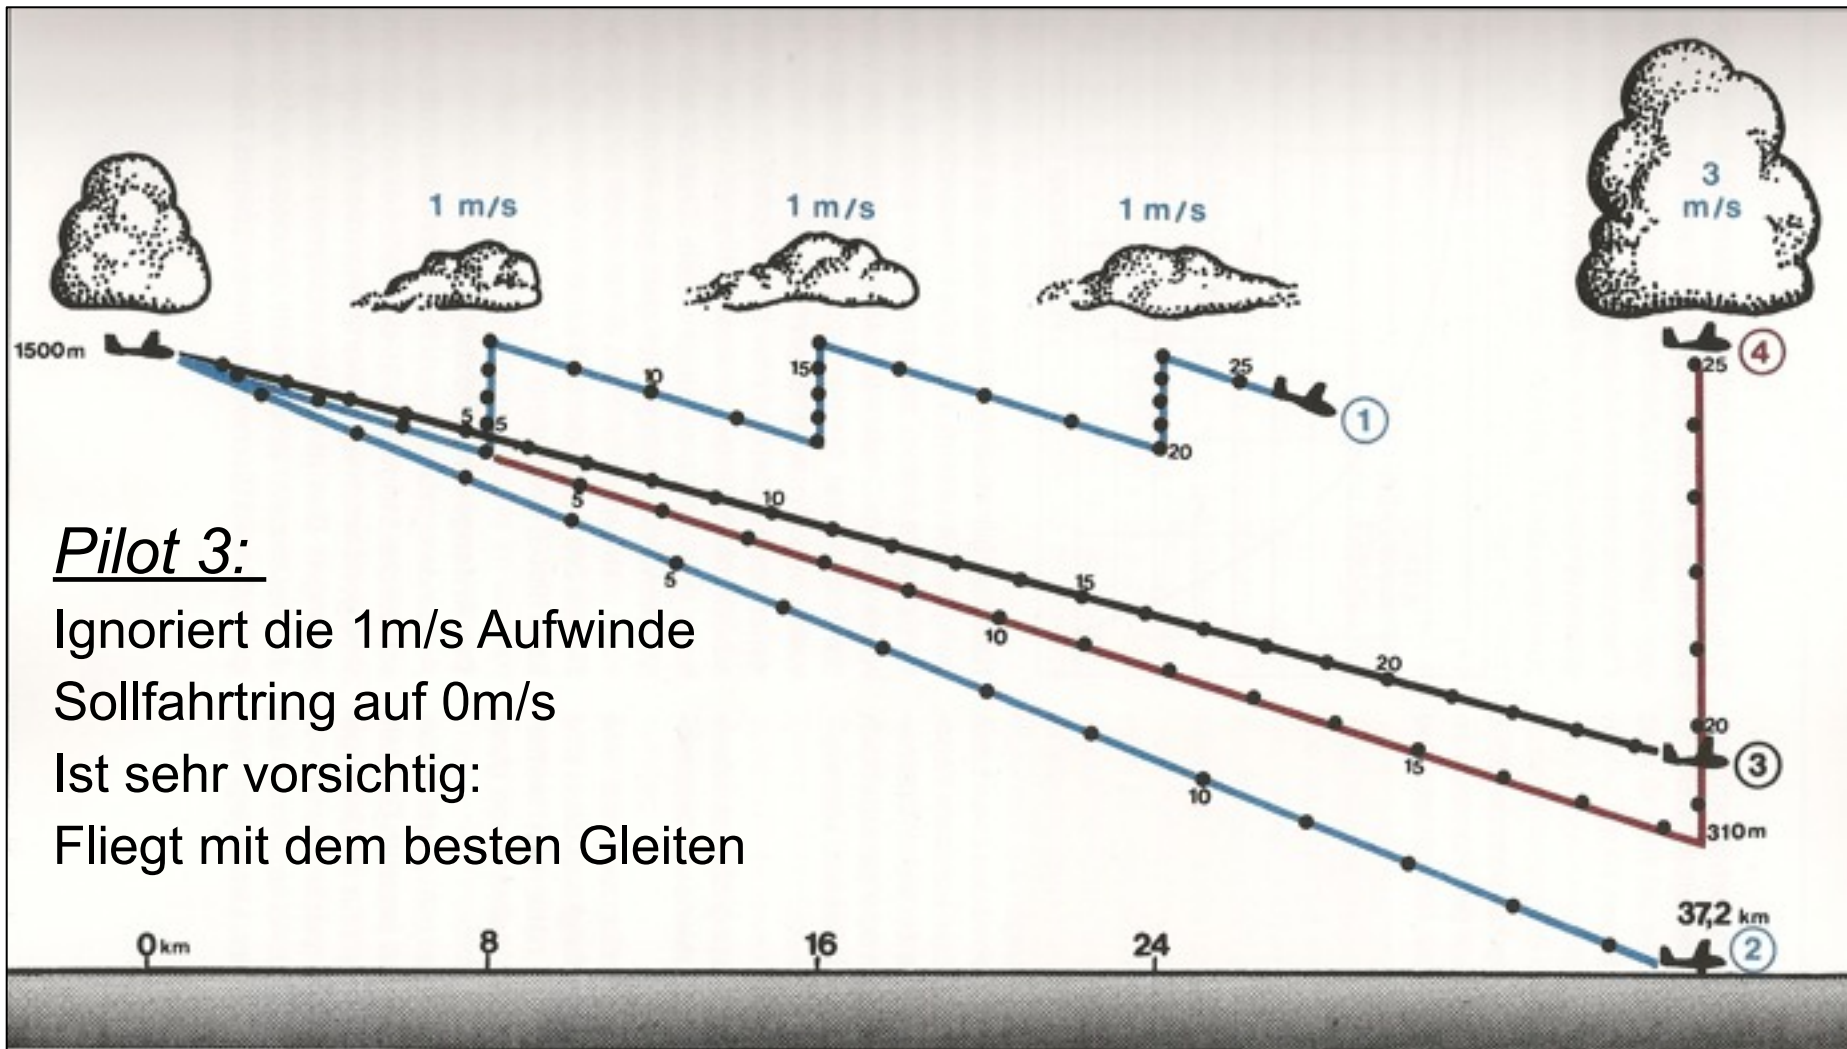 1 m/s
1 m/s
1 m/s
3
m/s
1500m
4
25
25
10
15
1
5
5
20
5
10
5
15
10
20
20
15
3
10
310m
Pilot 3:
Ignoriert die 1m/s Aufwinde
Sollfahrtring auf 0m/s
Ist sehr vorsichtig:
Fliegt mit dem besten Gleiten
37,2 km
0km
8
16
24
2